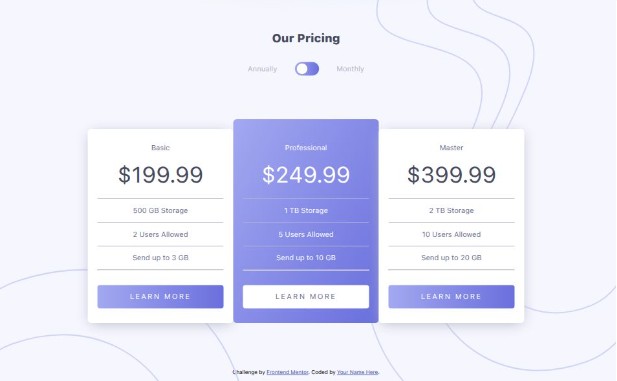 Our Pricing
Annually Monthly
Basic
$199.99
500 GB Storage
2 Users Allowed
Send up to 3 GB
LEARN MORE
Professional
$249.99
1 TB Storage
5 Users Allowed
Send up to 10 GB
LEARN MORE
Master
$399.99
2 TB Storage
10 Users Allowed
Send up to 20 GB
LEARN MORE
Challenge by Frontend Mentor. Coded by Your Name Here.